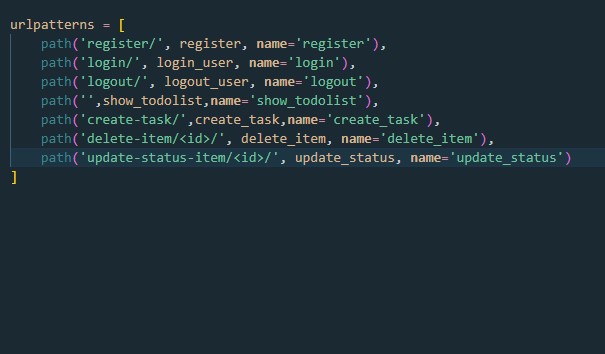 urlpatterns = [
    path('register/', register, name='register'),
    path('login/', login_user, name='login'),
    path('logout/', logout_user, name='logout'),
    path('',show_todolist,name='show_todolist'),
    path('create-task/',create_task,name='create_task'),
    path('delete-item/<id>/', delete_item, name='delete_item'),
    path('update-status-item/<id>/', update_status, name='update_status')
]